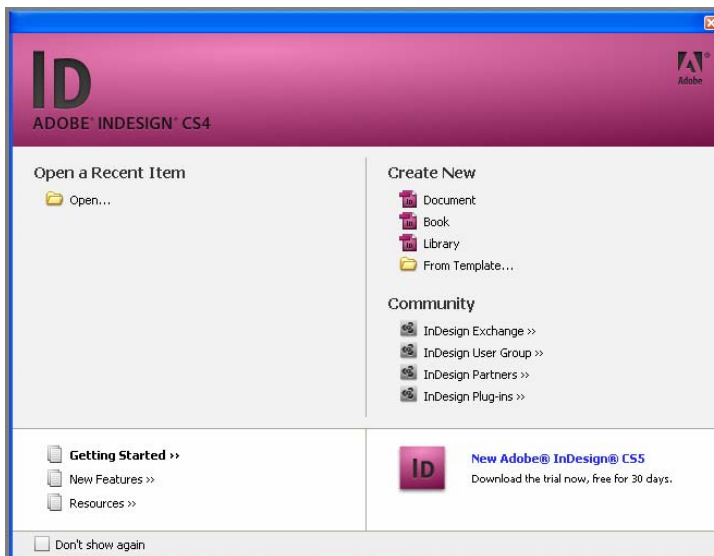 ID
ADOBE® INDESIGN® CS4
Adobe®
Open a Recent Item
Open...
Create New
Document
Book
Library
From Template...
Community
InDesign Exchange »
InDesign User Group »
InDesign Partners »
InDesign Plug-ins »
Getting Started »
New Features »
Resources »
ID
New Adobe® InDesign® CS5
Download the trial now, free for 30 days.
Don't show again